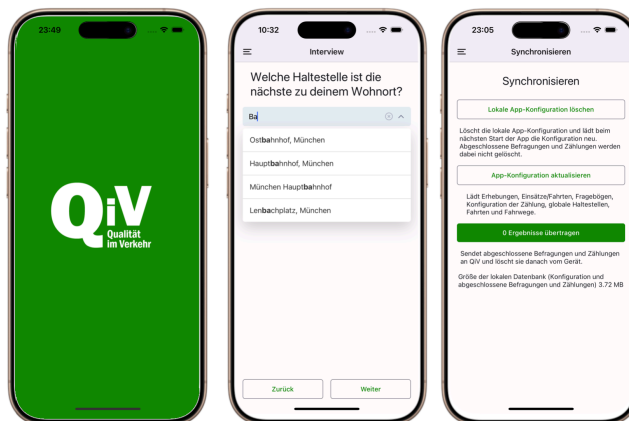 23:49
QiV
Qualität
im Verkehr
10:32
Interview
Welche Haltestelle ist die
nächste zu deinem Wohnort?
Ba
Ostbahnhof, München
Hauptbahnhof, München
München Hauptbahnhof
Lenbachplatz, München
Zurück
Weiter
23:05
Synchronisieren
Synchronisieren
Lokale App-Konfiguration löschen
Löscht die lokale App-Konfiguration und lädt beim
nächsten Start der App die Konfiguration neu.
Abgeschlossene Befragungen und Zählungen werden
dabei nicht gelöscht.
App-Konfiguration aktualisieren
Lädt Erhebungen, Einsätze/Fahrten, Fragebögen,
Konfiguration der Zählung, globale Haltestellen,
Fahrten und Fahrwege.
0 Ergebnisse übertragen
Sendet abgeschlossene Befragungen und Zählungen
an QiV und löscht sie danach vom Gerät.
Größe der lokalen Datenbank (Konfiguration und
abgeschlossene Befragungen und Zählungen) 3.72 MB